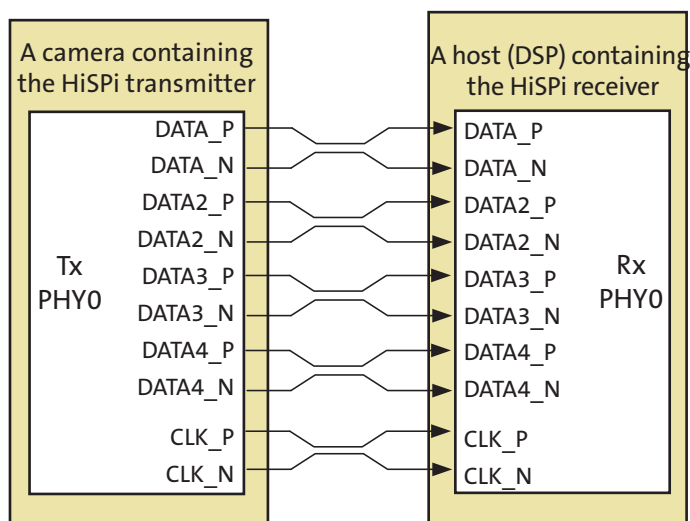 A camera containing
the HiSPi transmitter
DATA_P
DATA_N
DATA2_P
DATA2_N
DATA3_P
DATA3_N
DATA4_P
DATA4_N
CLK_P
CLK_N
Tx
PHY0
A host (DSP) containing
the HiSPi receiver
DATA_P
DATA_N
DATA2_P
DATA2_N
DATA3_P
DATA3_N
DATA4_P
DATA4_N
CLK_P
CLK_N
Rx
PHY0